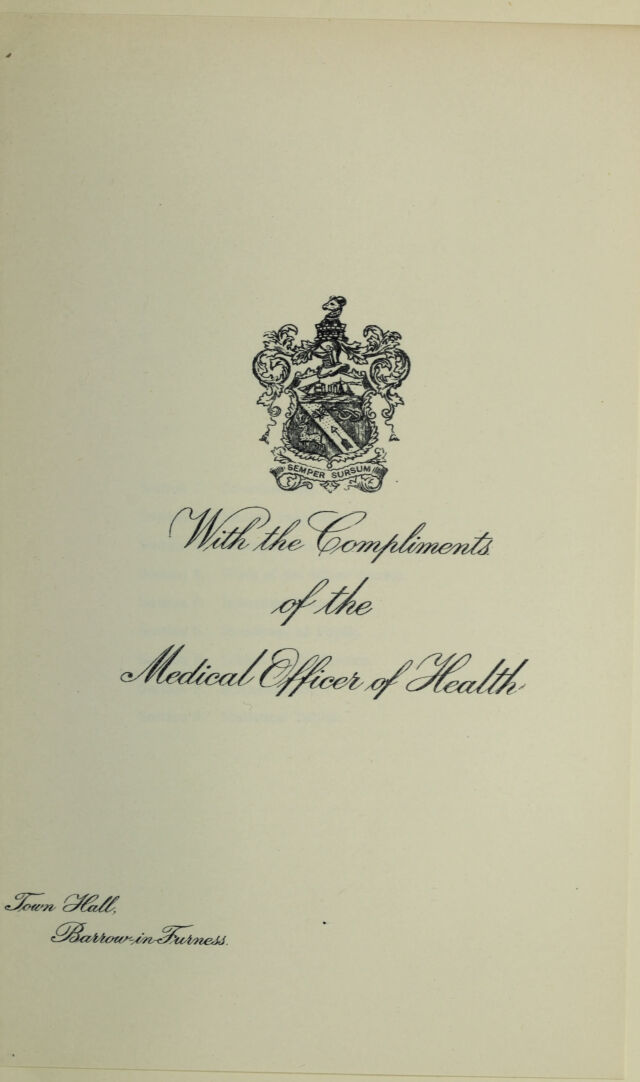 SEMPER SURSUM
With the Compliments
of the
Medical Officer of Health
Town Hall,
Barrow-in-Furness.